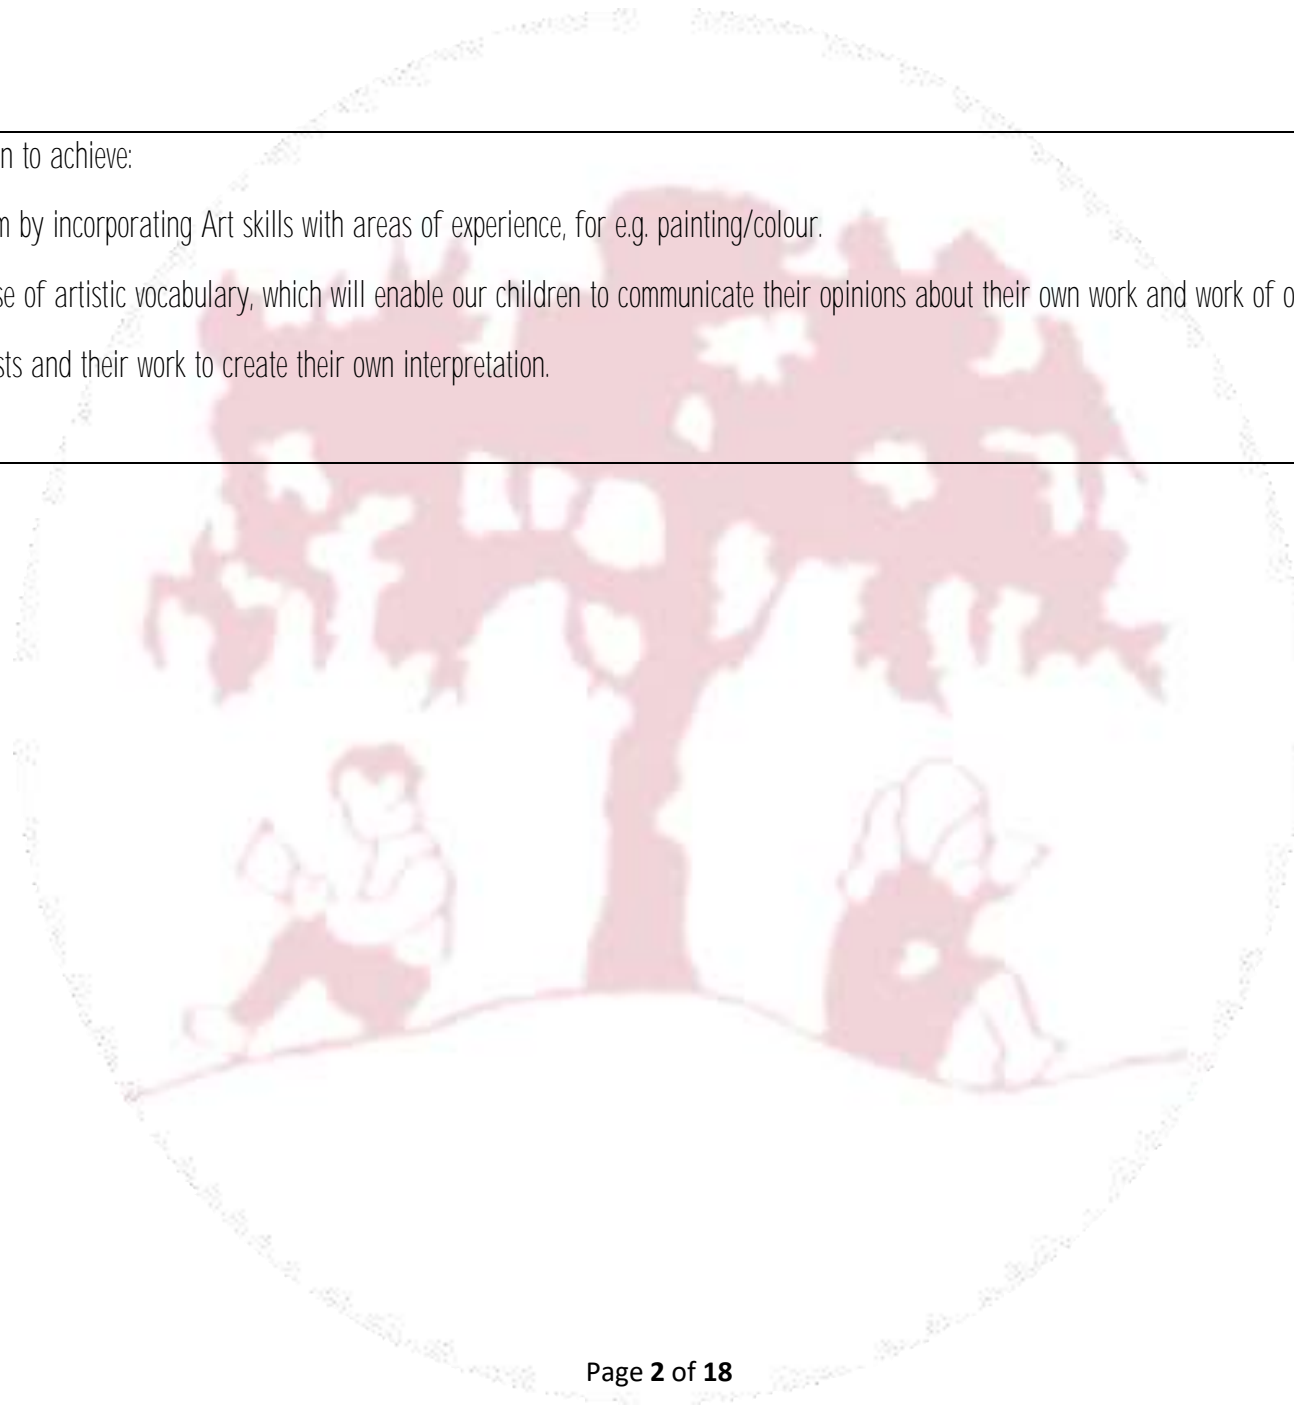 n to achieve:
m by incorporating Art skills with areas of experience, for e.g. painting/colour.
se of artistic vocabulary, which will enable our children to communicate their opinions about their own work and work of o
sts and their work to create their own interpretation.
Page 2 of 18